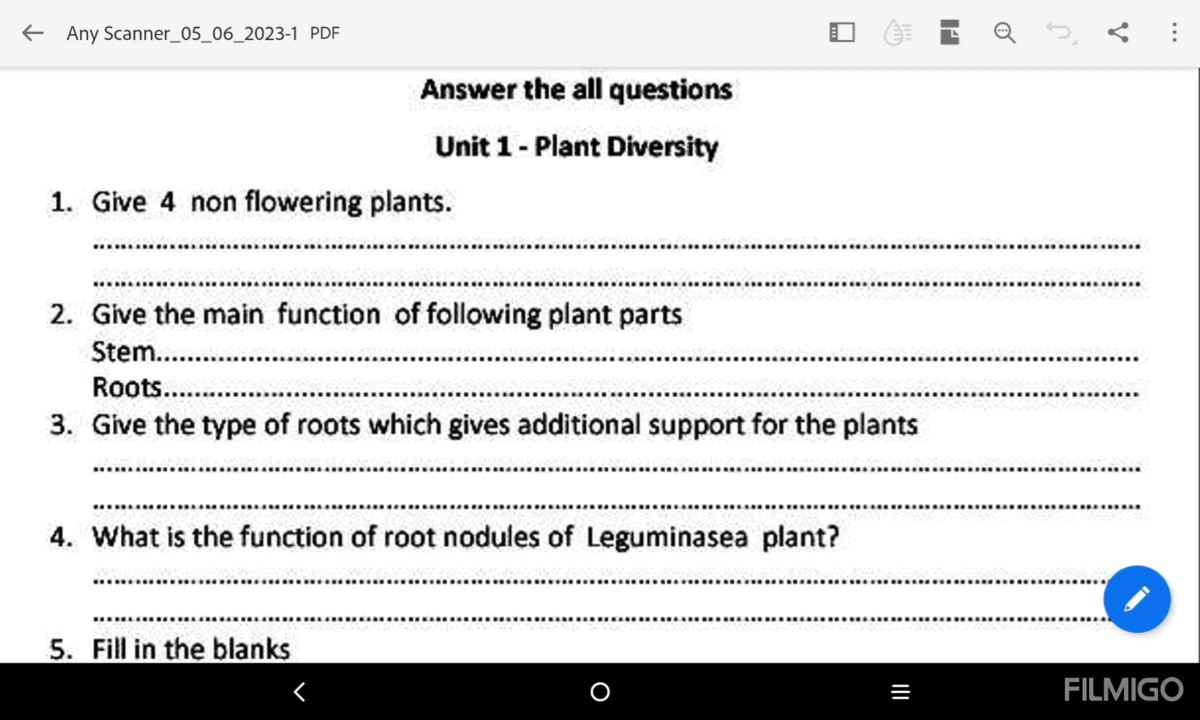 Any Scanner_05_06_2023-1 PDF
Answer the all questions
Unit 1 - Plant Diversity
1. Give 4 non flowering plants.
................................................................
................................................................
2. Give the main function of following plant parts
Stem................................................................
Roots................................................................
3. Give the type of roots which gives additional support for the plants
................................................................
................................................................
4. What is the function of root nodules of Leguminasea plant?
................................................................
................................................................
5. Fill in the blanks
FILMIGO